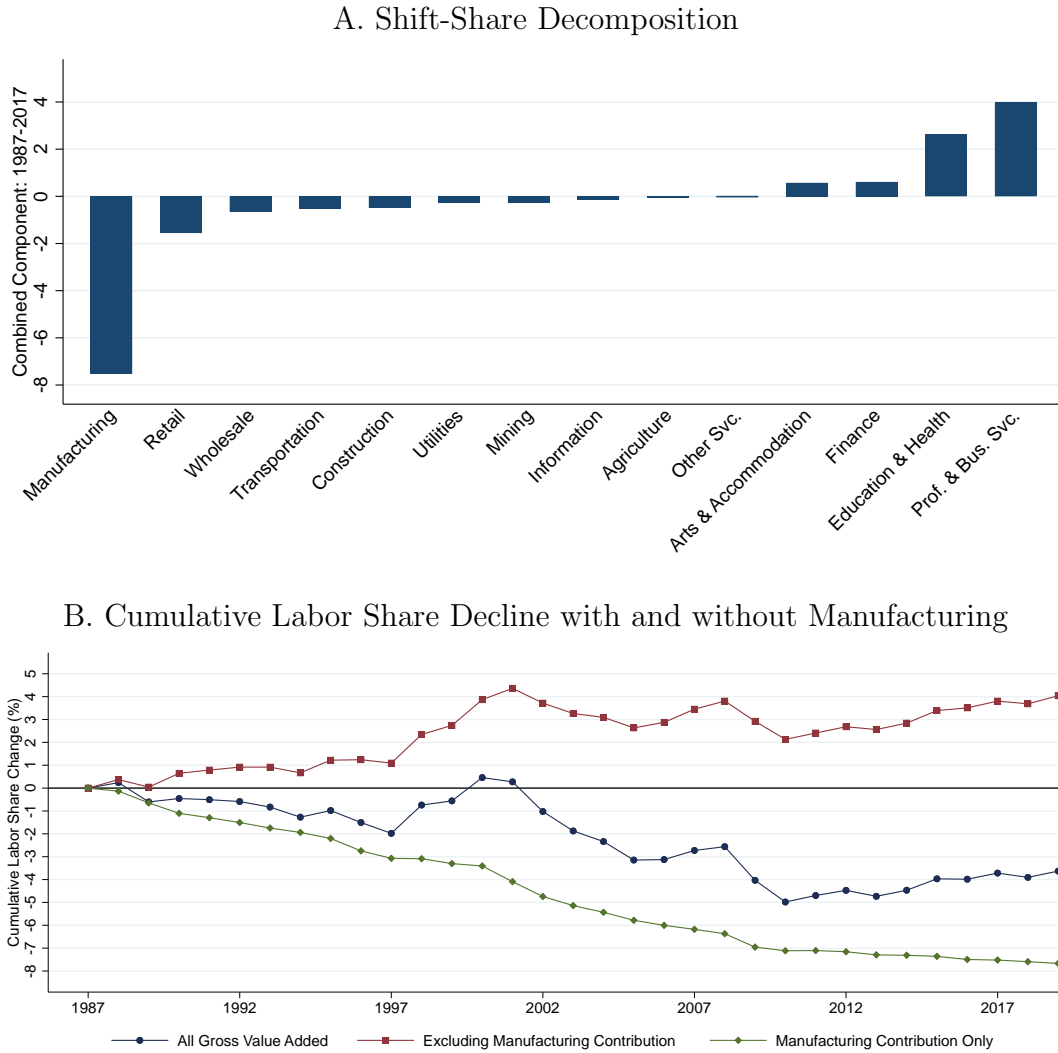 A. Shift-Share Decomposition
Combined Component: 1987-2017
4
2
0
-2
-4
-6
-8
Manufacturing
Retail
Wholesale
Transportation
Construction
Utilities
Mining
Information
Agriculture
Other Svc.
Arts & Accommodation
Finance
Education & Health
Prof. & Bus. Svc.
B. Cumulative Labor Share Decline with and without Manufacturing
Cumulative Labor Share Change (%)
5
4
3
2
1
0
-1
-2
-3
-4
-5
-6
-7
-8
1987 1992 1997 2002 2007 2012 2017
All Gross Value Added Excluding Manufacturing Contribution Manufacturing Contribution Only